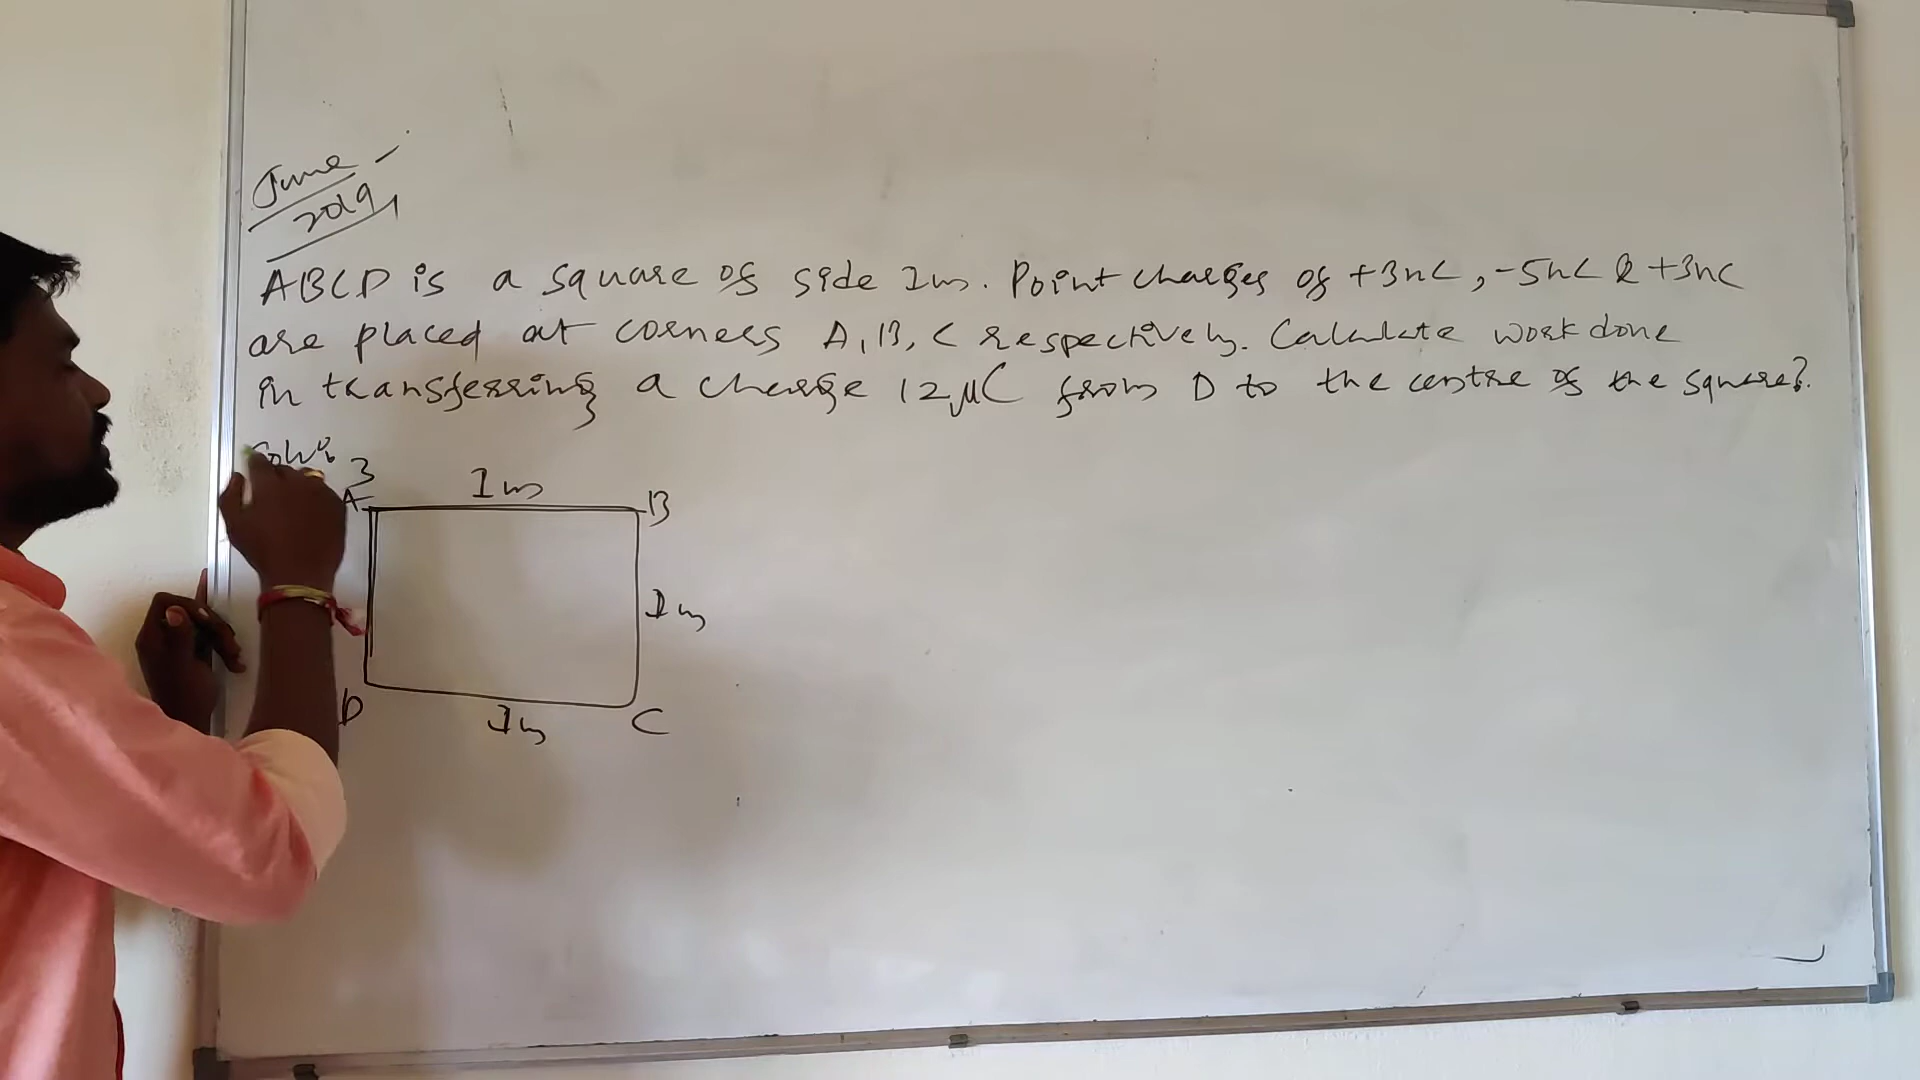 June -
2019
ABCD is a square of side 1m. Point charges of +3nC, -5nC & +3nC
are placed at corners A, B, C respectively. Calculate work done
in transferring a charge 12μC from D to the centre of the square?
Soln:
3
1m
A
B
1m
D
1m
C